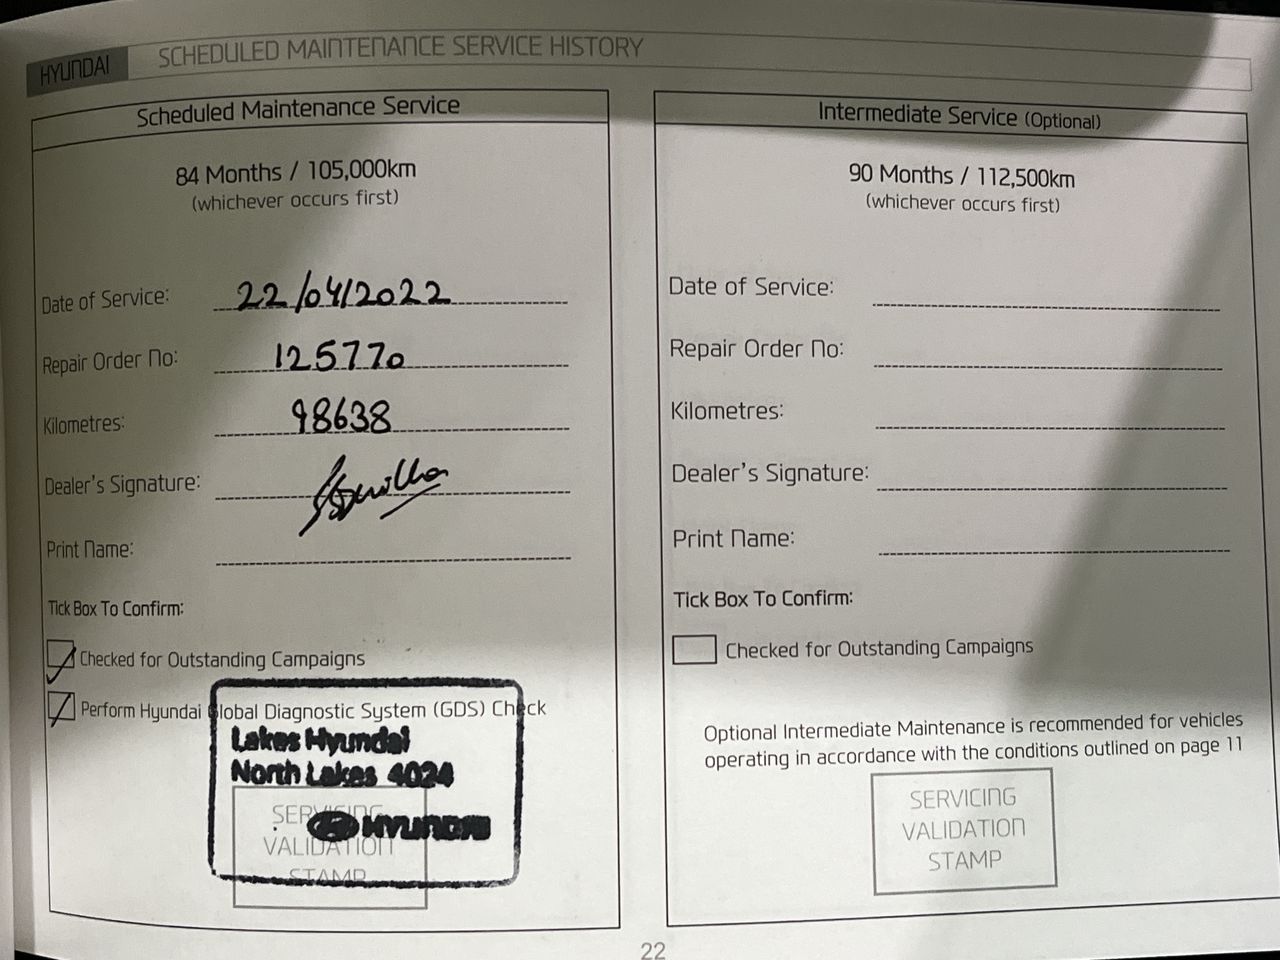 HYUNDAI
SCHEDULED MAINTENANCE SERVICE HISTORY
Scheduled Maintenance Service
84 Months / 105,000km
(whichever occurs first)
Date of Service: 22/04/2022
Repair Order No: 125770
Kilometres: 98638
Dealer's Signature:
Print Name:
Tick Box To Confirm:
Checked for Outstanding Campaigns
Perform Hyundai Global Diagnostic System (GDS) Check
Lakes Hyundai
North Lakes 4024
HYUNDAI
SERVICING
VALIDATION
STAMP
Intermediate Service (Optional)
90 Months / 112,500km
(whichever occurs first)
Date of Service:
Repair Order No:
Kilometres:
Dealer's Signature:
Print Name:
Tick Box To Confirm:
Checked for Outstanding Campaigns
Optional Intermediate Maintenance is recommended for vehicles
operating in accordance with the conditions outlined on page 11
SERVICING
VALIDATION
STAMP
22